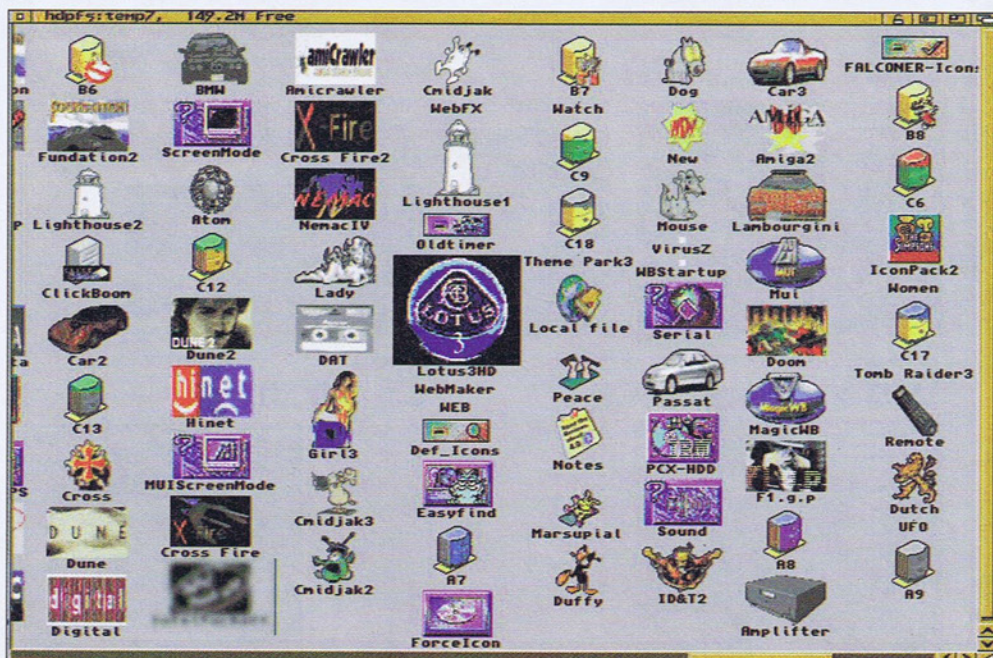 hdpfs:temp7, 149.2M free
B6
BMW
amiCrawler
Amicrawler
Cmidjak
B7
Dog
Car3
FALCONER-Icons
WebFX
Watch
Fundation2
ScreenMode
X-Fire
Cross Fire2
C9
NEW
New
AMIGA
Amiga2
B8
Lighthouse2
Atom
NEMAC
NemacIV
Lighthouse1
C18
Mouse
Lambourgini
C6
Oldtimer
Theme Park3
VirusZ
WBStartup
MUI
Mui
IconPack2
Women
ClickBoom
C12
Lady
LOTUS
3
Lotus3HD
Local file
Serial
Doom
C17
Car2
DUNE 2
Dune2
DAT
WebMaker
Peace
Passat
MagicWB
MagicWB
Tomb Raider3
C13
hinet
Hinet
Girl3
WEB
Def_Icons
Notes
PCX-HDD
F1.g.p
Remote
Cross
MUIScreenMode
Cmidjak3
Easyfind
Marsupial
Sound
A8
Dutch
UFO
DUNE
Dune
X Fire
Cross Fire
Cmidjak2
A7
Duffy
ID&T2
Amplifter
A9
digital
Digital
ForceIcon